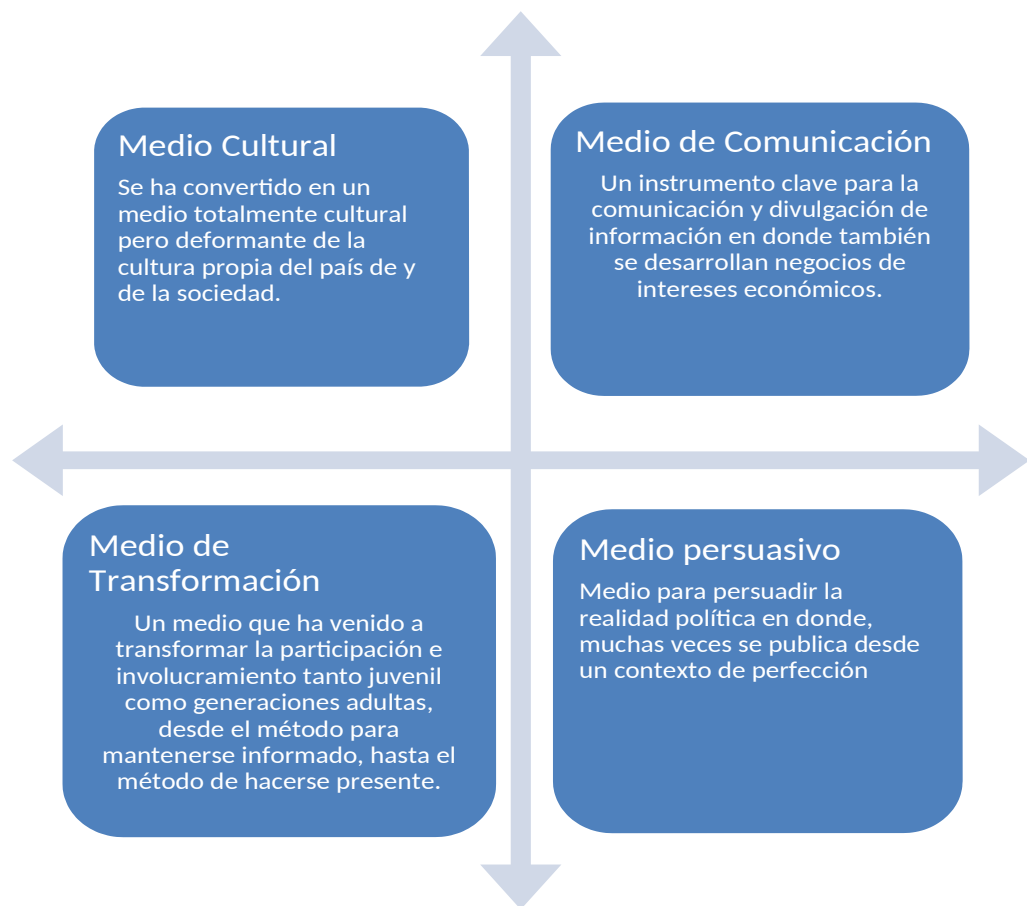 Medio Cultural
Se ha convertido en un
medio totalmente cultural
pero deformante de la
cultura propia del país de y
de la sociedad.
Medio de Comunicación
Un instrumento clave para la
comunicación y divulgación de
información en donde también
se desarrollan negocios de
intereses económicos.
Medio de
Transformación
Un medio que ha venido a
transformar la participación e
involucramiento tanto juvenil
como generaciones adultas,
desde el método para
mantenerse informado, hasta el
método de hacerse presente.
Medio persuasivo
Medio para persuadir la
realidad política en donde,
muchas veces se publica desde
un contexto de perfección